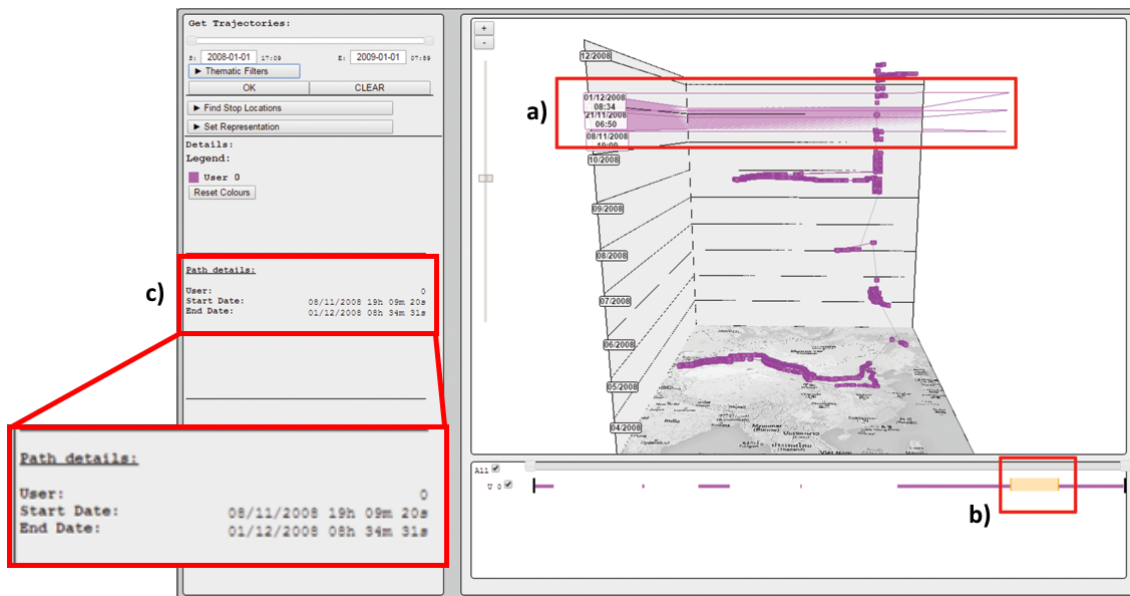 Get Trajectories:
S: 2008-01-01 17:09 E: 2009-01-01 07:59
► Thematic Filters
OK CLEAR
► Find Stop Locations
► Set Representation
Details:
Legend:
User 0
Reset Colours
c)
Path details:
User: 0
Start Date: 08/11/2008 19h 09m 20s
End Date: 01/12/2008 08h 34m 31s
Path details:
User: 0
Start Date: 08/11/2008 19h 09m 20s
End Date: 01/12/2008 08h 34m 31s
+
-
12/2008
a)
01/12/2008
08:34
21/11/2008
06:50
08/11/2008
10/2008
09/2008
08/2008
07/2008
06/2008
05/2008
04/2008
Myanmar
(Burma)
All
U 0
b)